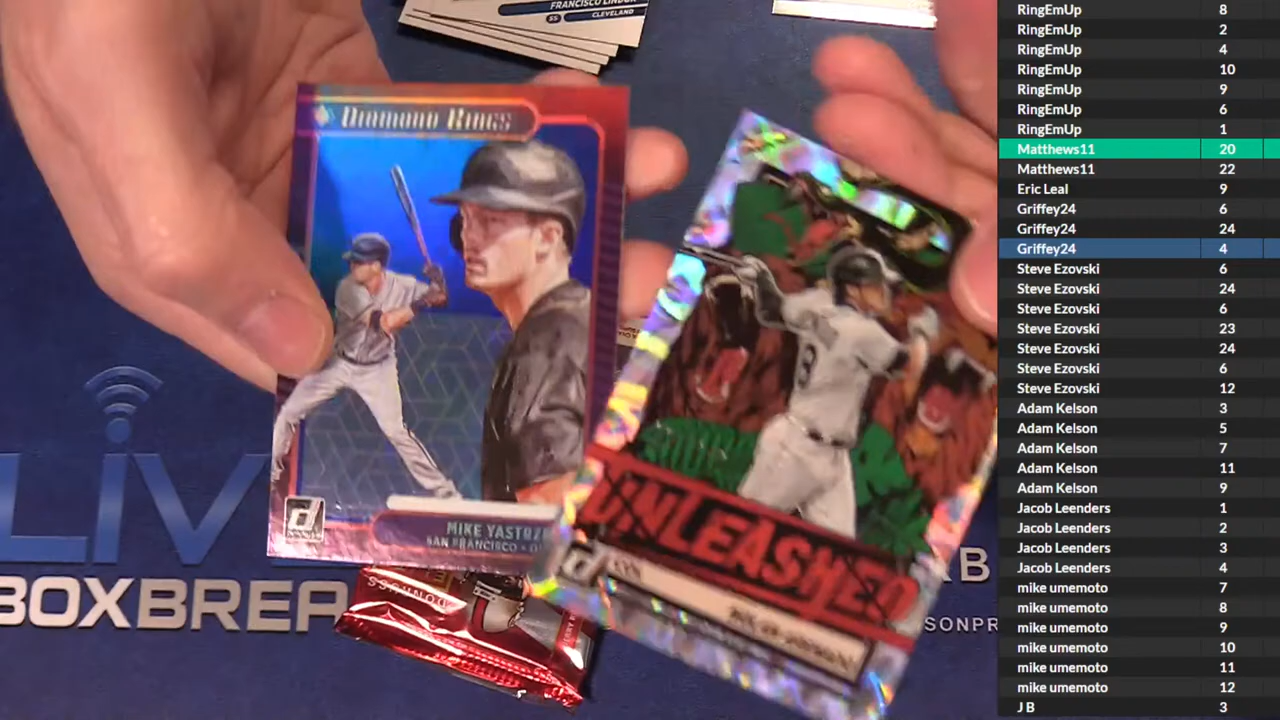 FRANCISCO LINDOR
SS
CLEVELAND
DIAMOND KINGS
MIKE YASTRZE
SAN FRANCISCO
UNLEASHED
LIV
BOXBREA
B
SONPR
DONRUSS
RingEmUp 8
RingEmUp 2
RingEmUp 4
RingEmUp 10
RingEmUp 9
RingEmUp 6
RingEmUp 1
Matthews11 20
Matthews11 22
Eric Leal 9
Griffey24 6
Griffey24 24
Griffey24 4
Steve Ezovski 6
Steve Ezovski 24
Steve Ezovski 6
Steve Ezovski 23
Steve Ezovski 24
Steve Ezovski 6
Steve Ezovski 12
Adam Kelson 3
Adam Kelson 5
Adam Kelson 7
Adam Kelson 11
Adam Kelson 9
Jacob Leenders 1
Jacob Leenders 2
Jacob Leenders 3
Jacob Leenders 4
mike umemoto 7
mike umemoto 8
mike umemoto 9
mike umemoto 10
mike umemoto 11
mike umemoto 12
J B 3